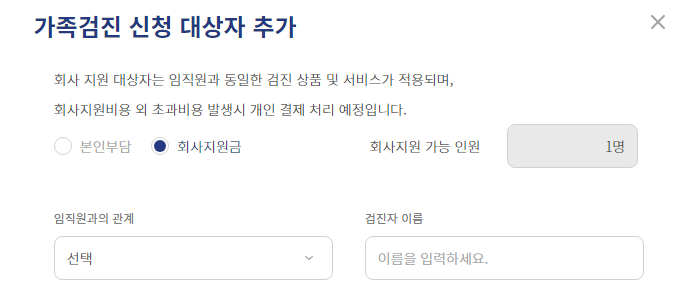 가족검진 신청 대상자 추가
회사 지원 대상자는 임직원과 동일한 검진 상품 및 서비스가 적용되며,
회사지원비용 외 초과비용 발생시 개인 결제 처리 예정입니다.
본인부담 회사지원금 회사지원 가능 인원 1명
임직원과의 관계 검진자 이름
선택 이름을 입력하세요.